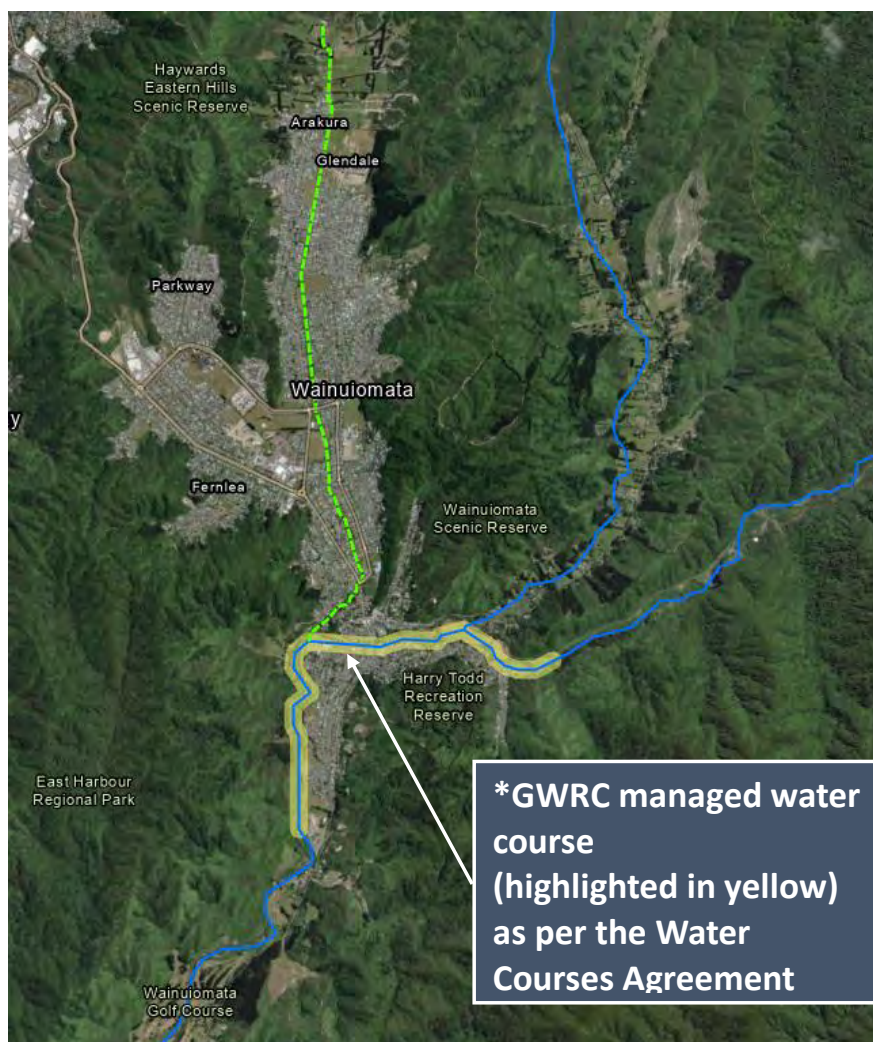 Haywards
Eastern Hills
Scenic Reserve
Arakura
Glendale
Parkway
Wainuiomata
y
Fernlea
Wainuiomata
Scenic Reserve
Harry Todd
Recreation
Reserve
East Harbour
Regional Park
*GWRC managed water
course
(highlighted in yellow)
as per the Water
Courses Agreement
Wainuiomata
Golf Course